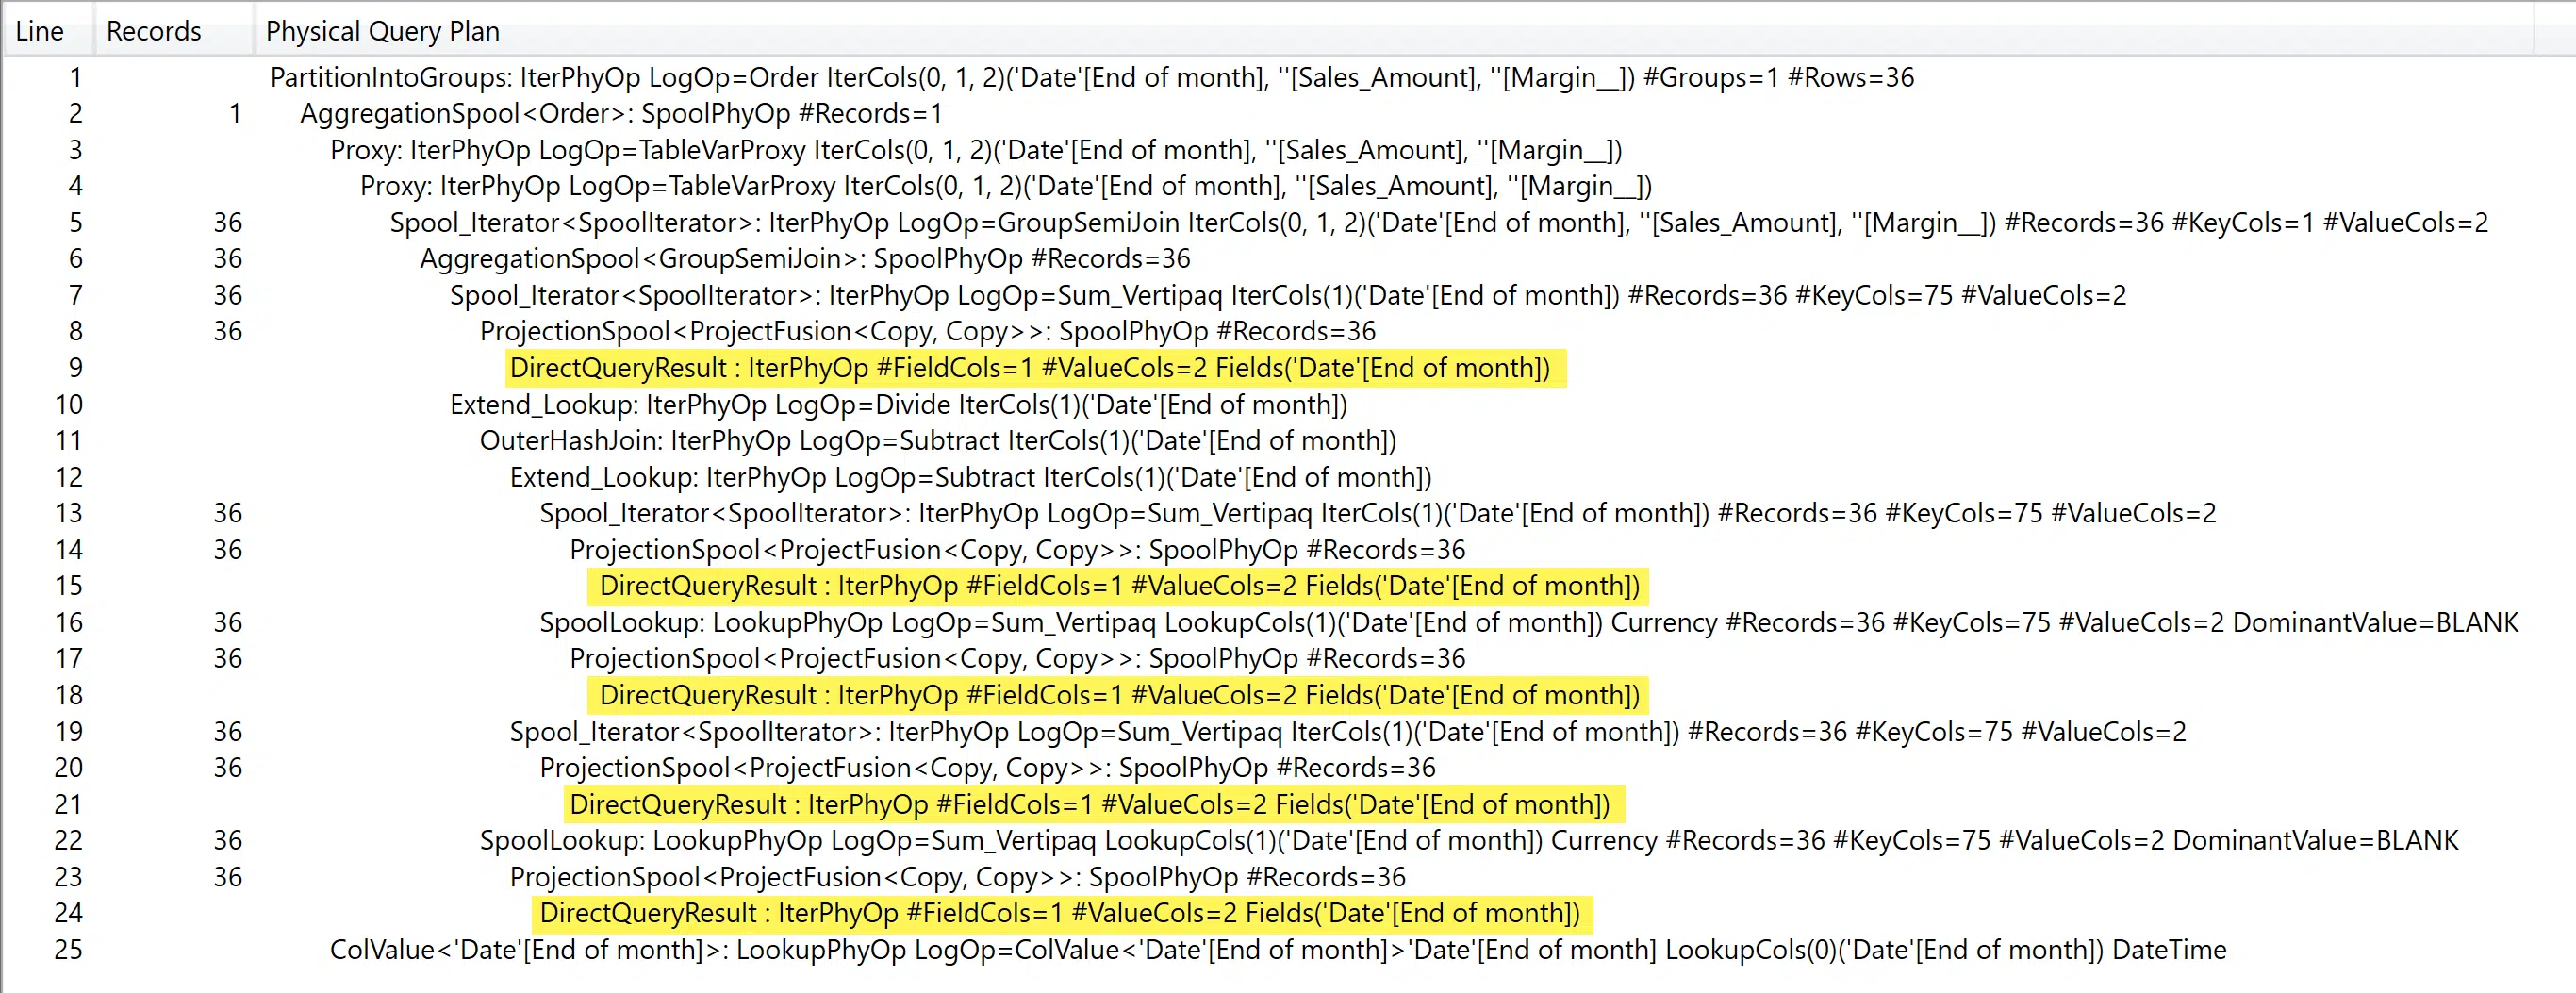 Line Records Physical Query Plan
1 PartitionIntoGroups: IterPhyOp LogOp=Order IterCols(0, 1, 2)('Date'[End of month], ''[Sales_Amount], ''[Margin__]) #Groups=1 #Rows=36
2 1 AggregationSpool<Order>: SpoolPhyOp #Records=1
3 Proxy: IterPhyOp LogOp=TableVarProxy IterCols(0, 1, 2)('Date'[End of month], ''[Sales_Amount], ''[Margin__])
4 Proxy: IterPhyOp LogOp=TableVarProxy IterCols(0, 1, 2)('Date'[End of month], ''[Sales_Amount], ''[Margin__])
5 36 Spool_Iterator<SpoolIterator>: IterPhyOp LogOp=GroupSemiJoin IterCols(0, 1, 2)('Date'[End of month], ''[Sales_Amount], ''[Margin__]) #Records=36 #KeyCols=1 #ValueCols=2
6 36 AggregationSpool<GroupSemiJoin>: SpoolPhyOp #Records=36
7 36 Spool_Iterator<SpoolIterator>: IterPhyOp LogOp=Sum_Vertipaq IterCols(1)('Date'[End of month]) #Records=36 #KeyCols=75 #ValueCols=2
8 36 ProjectionSpool<ProjectFusion<Copy, Copy>>: SpoolPhyOp #Records=36
9 DirectQueryResult : IterPhyOp #FieldCols=1 #ValueCols=2 Fields('Date'[End of month])
10 Extend_Lookup: IterPhyOp LogOp=Divide IterCols(1)('Date'[End of month])
11 OuterHashJoin: IterPhyOp LogOp=Subtract IterCols(1)('Date'[End of month])
12 Extend_Lookup: IterPhyOp LogOp=Subtract IterCols(1)('Date'[End of month])
13 36 Spool_Iterator<SpoolIterator>: IterPhyOp LogOp=Sum_Vertipaq IterCols(1)('Date'[End of month]) #Records=36 #KeyCols=75 #ValueCols=2
14 36 ProjectionSpool<ProjectFusion<Copy, Copy>>: SpoolPhyOp #Records=36
15 DirectQueryResult : IterPhyOp #FieldCols=1 #ValueCols=2 Fields('Date'[End of month])
16 36 SpoolLookup: LookupPhyOp LogOp=Sum_Vertipaq LookupCols(1)('Date'[End of month]) Currency #Records=36 #KeyCols=75 #ValueCols=2 DominantValue=BLANK
17 36 ProjectionSpool<ProjectFusion<Copy, Copy>>: SpoolPhyOp #Records=36
18 DirectQueryResult : IterPhyOp #FieldCols=1 #ValueCols=2 Fields('Date'[End of month])
19 36 Spool_Iterator<SpoolIterator>: IterPhyOp LogOp=Sum_Vertipaq IterCols(1)('Date'[End of month]) #Records=36 #KeyCols=75 #ValueCols=2
20 36 ProjectionSpool<ProjectFusion<Copy, Copy>>: SpoolPhyOp #Records=36
21 DirectQueryResult : IterPhyOp #FieldCols=1 #ValueCols=2 Fields('Date'[End of month])
22 36 SpoolLookup: LookupPhyOp LogOp=Sum_Vertipaq LookupCols(1)('Date'[End of month]) Currency #Records=36 #KeyCols=75 #ValueCols=2 DominantValue=BLANK
23 36 ProjectionSpool<ProjectFusion<Copy, Copy>>: SpoolPhyOp #Records=36
24 DirectQueryResult : IterPhyOp #FieldCols=1 #ValueCols=2 Fields('Date'[End of month])
25 ColValue<'Date'[End of month]>: LookupPhyOp LogOp=ColValue<'Date'[End of month]>'Date'[End of month] LookupCols(0)('Date'[End of month]) DateTime